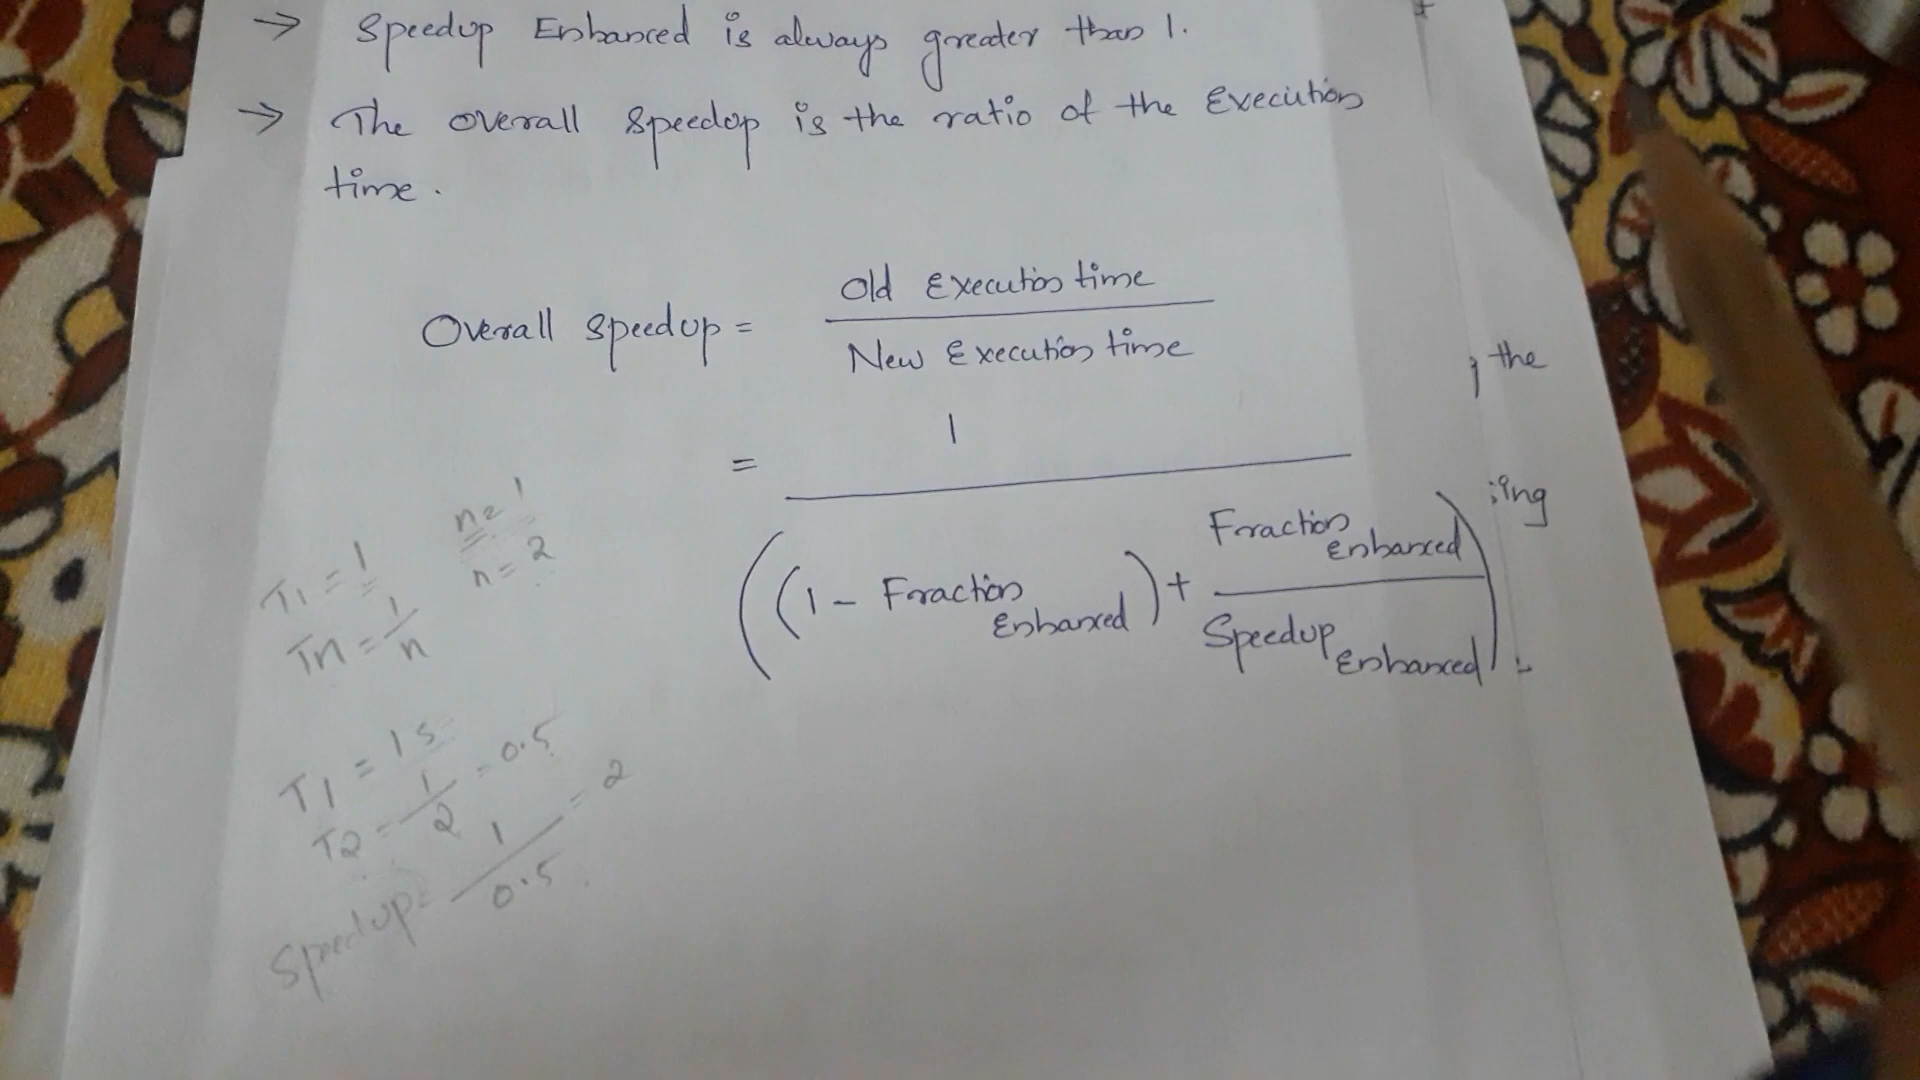 → Speedup Enhanced is always greater than 1.
→ The overall speedup is the ratio of the Execution
time.
Overall speedup = Old Execution time / New Execution time
= 1 / ((1 - Fraction Enhanced) + Fraction Enhanced / Speedup Enhanced)
, the
ing
T1 = 1
Tn = 1/n
n = 1
n = 2
T1 = 1s
T2 = 1/2 = 0.5
Speedup = 1/0.5 = 2